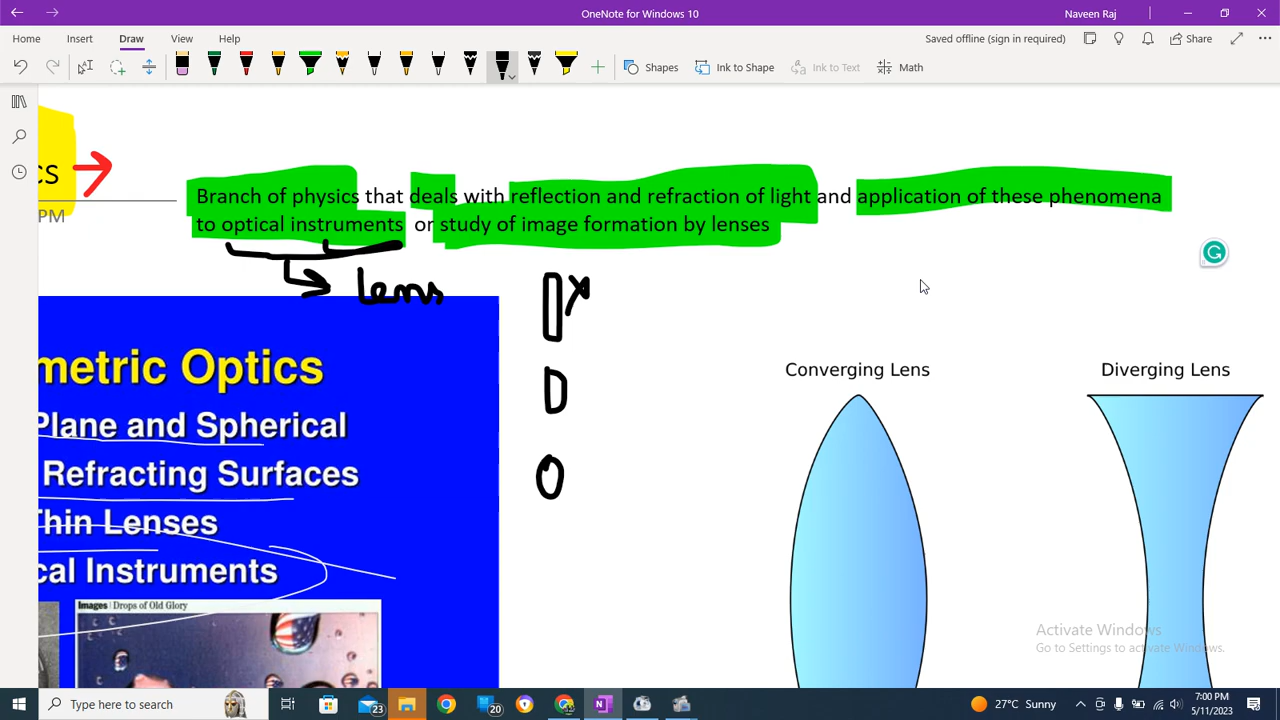 OneNote for Windows 10
Naveen Raj
Home Insert Draw View Help
Saved offline (sign in required)
Share
Shapes
Ink to Shape
Ink to Text
Math
CS
PM
Branch of physics that deals with reflection and refraction of light and application of these phenomena
to optical instruments or study of image formation by lenses
lens
metric Optics
Plane and Spherical
Refracting Surfaces
Thin Lenses
cal Instruments
Images | Drops of Old Glory
Converging Lens
Diverging Lens
Activate Windows
Go to Settings to activate Windows.
Type here to search
23
20
27°C Sunny
7:00 PM
5/11/2023